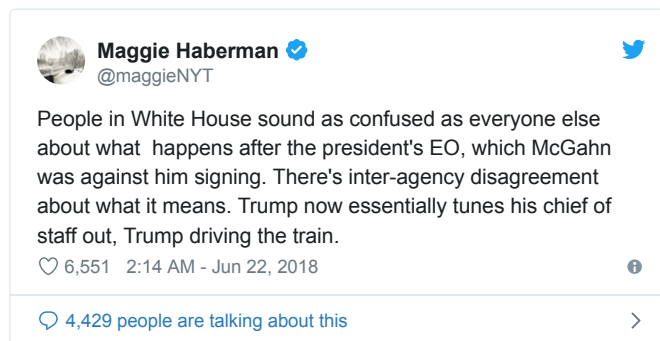 Maggie Haberman
@maggieNYT
People in White House sound as confused as everyone else
about what  happens after the president's EO, which McGahn
was against him signing. There's inter-agency disagreement
about what it means. Trump now essentially tunes his chief of
staff out, Trump driving the train.
6,551 2:14 AM - Jun 22, 2018
4,429 people are talking about this